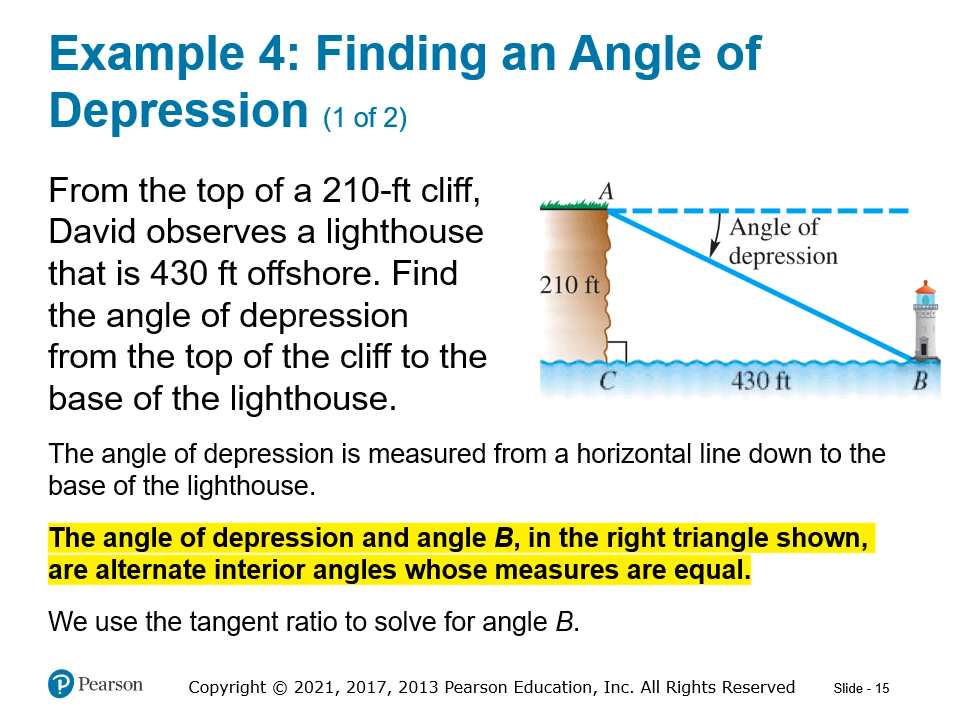 Example 4: Finding an Angle of
Depression (1 of 2)
From the top of a 210-ft cliff,
David observes a lighthouse
that is 430 ft offshore. Find
the angle of depression
from the top of the cliff to the
base of the lighthouse.
A
Angle of
depression
210 ft
C
430 ft
B
The angle of depression is measured from a horizontal line down to the
base of the lighthouse.
The angle of depression and angle B, in the right triangle shown,
are alternate interior angles whose measures are equal.
We use the tangent ratio to solve for angle B.
P Pearson
Copyright © 2021, 2017, 2013 Pearson Education, Inc. All Rights Reserved
Slide - 15